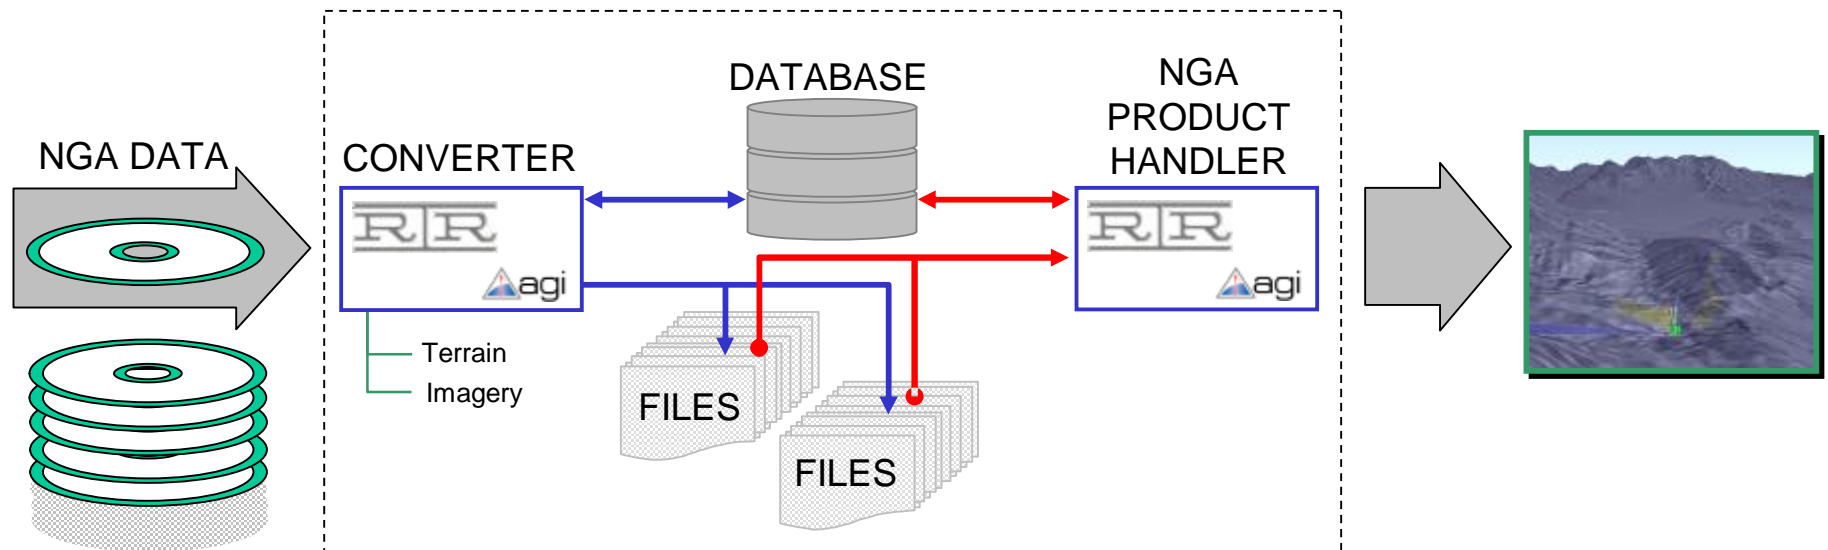 NGA DATA
CONVERTER
RTR
agi
Terrain
Imagery
DATABASE
FILES
FILES
NGA
PRODUCT
HANDLER
RTR
agi